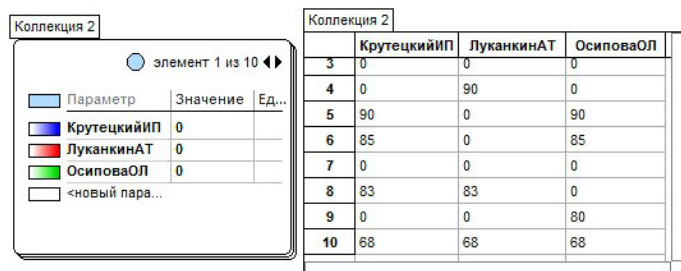 Коллекция 2
элемент 1 из 10
Параметр Значение Ед...
КрутецкийИП 0
ЛуканкинАТ 0
ОсиповаОЛ 0
<новый пара...
Коллекция 2
КрутецкийИП ЛуканкинАТ ОсиповаОЛ
3 0 0 0
4 0 90 0
5 90 0 90
6 85 0 85
7 0 0 0
8 83 83 0
9 0 0 80
10 68 68 68